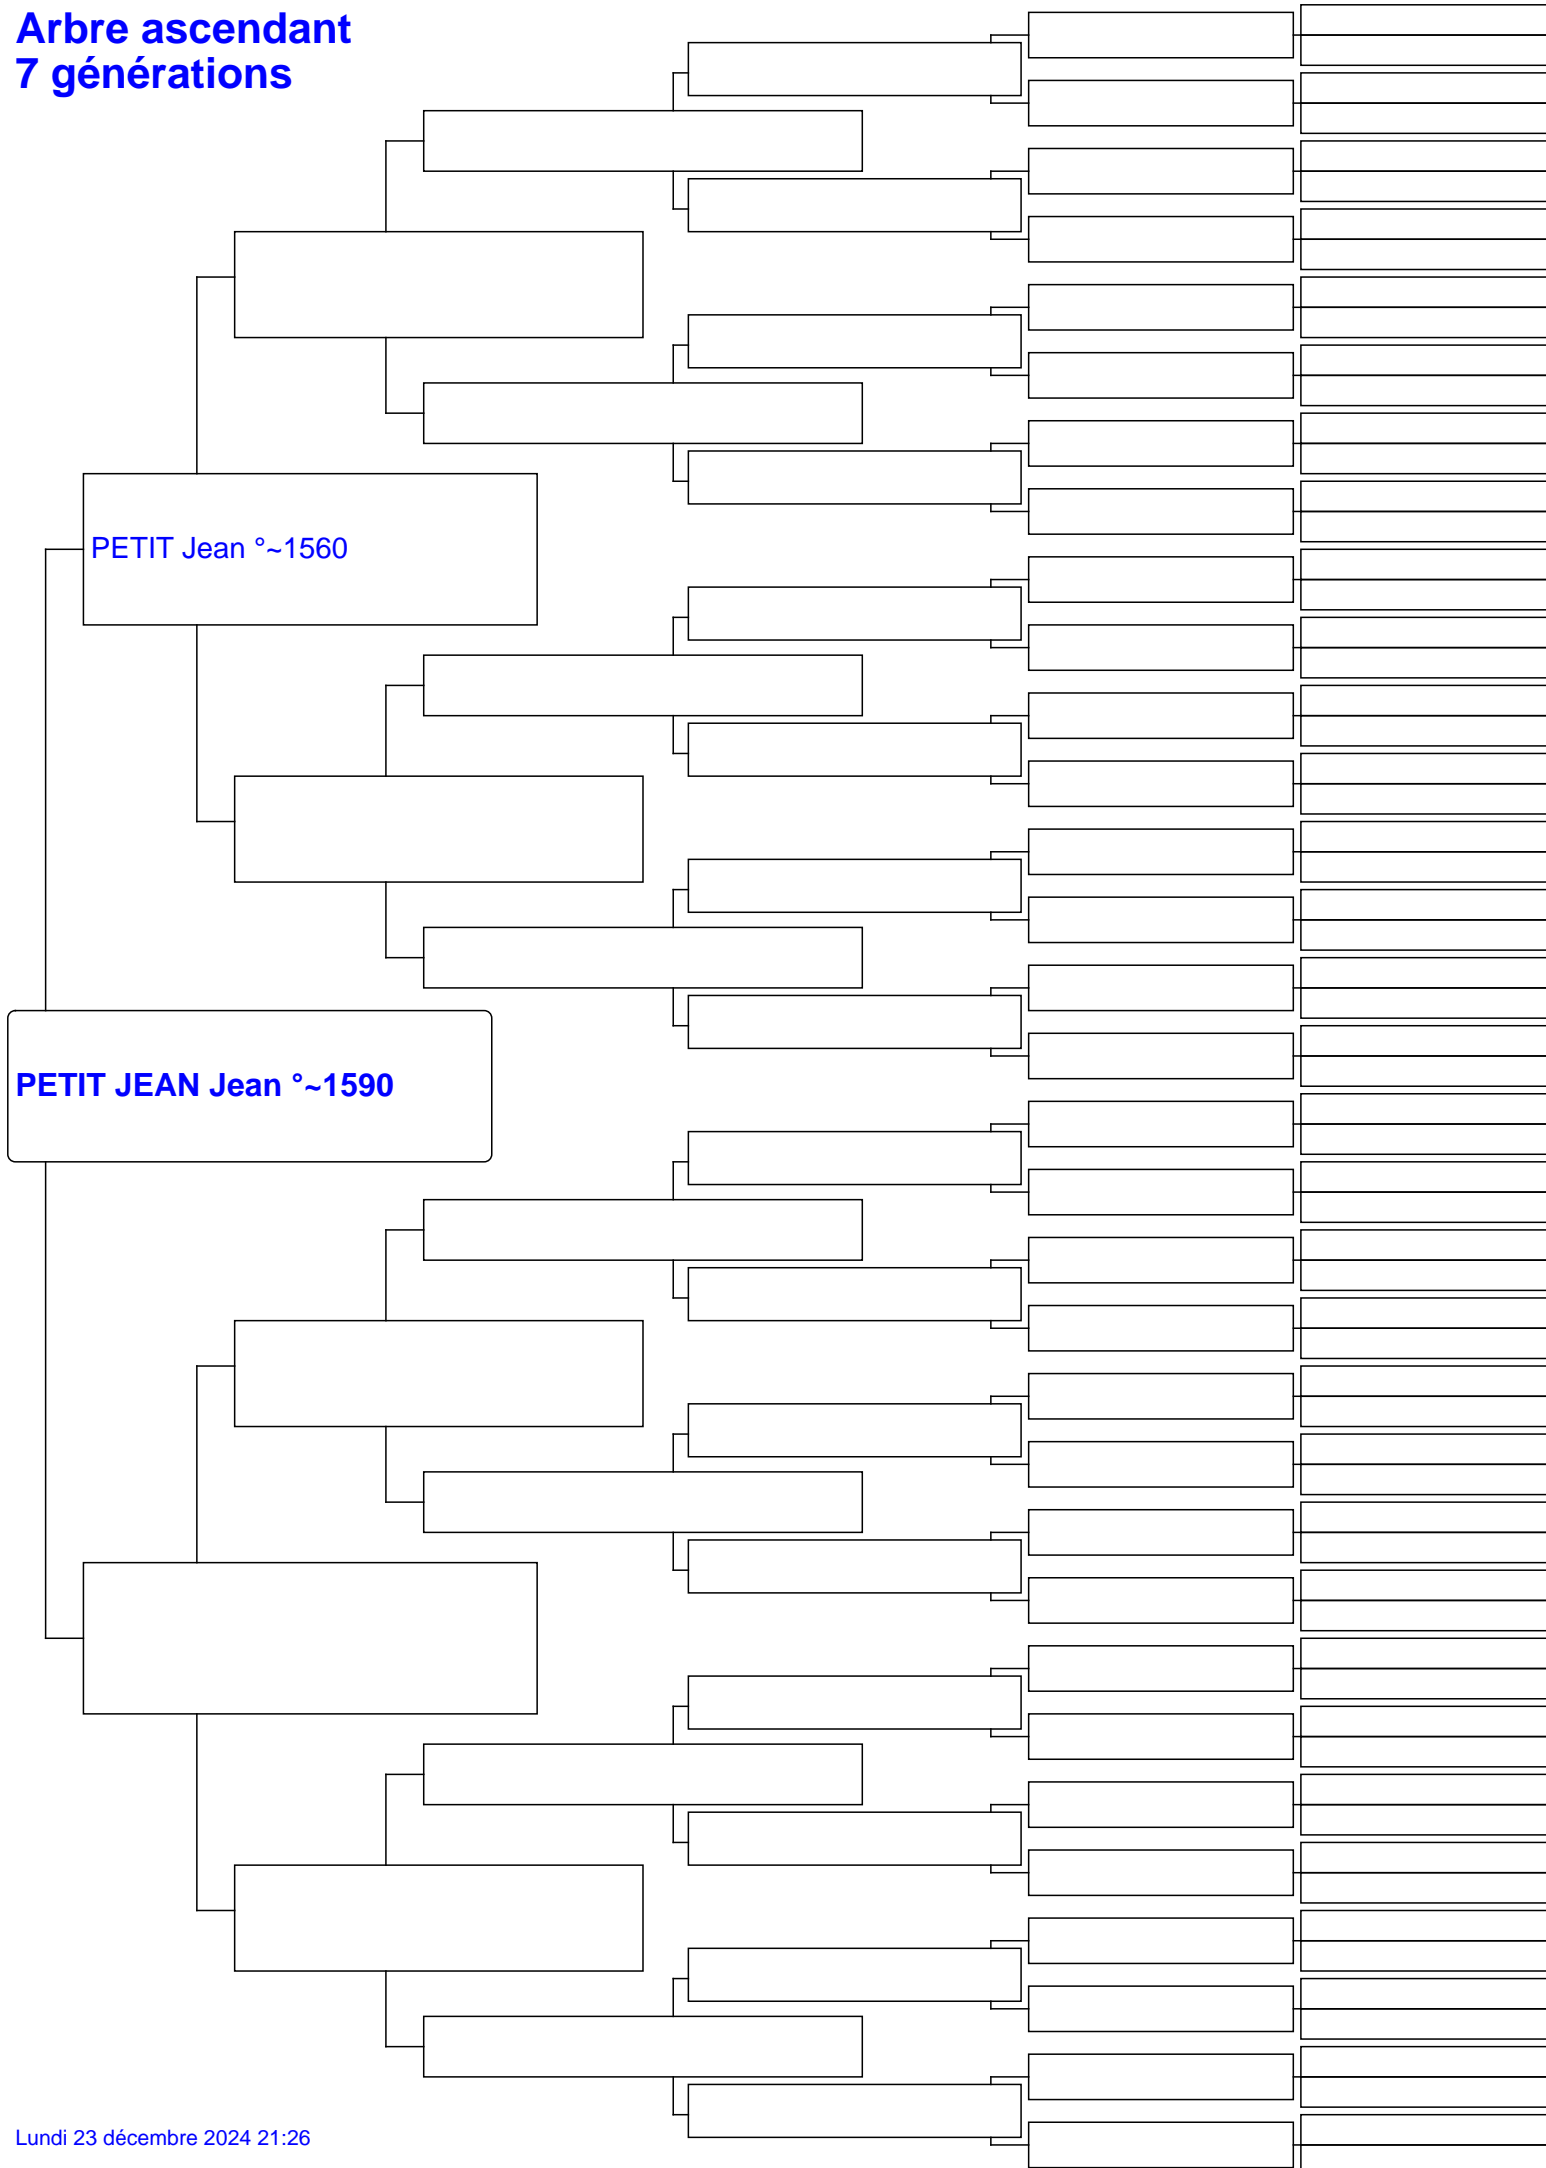 Arbre ascendant
7 générations
PETIT Jean °~1560
PETIT JEAN Jean °~1590
Lundi 23 décembre 2024 21:26